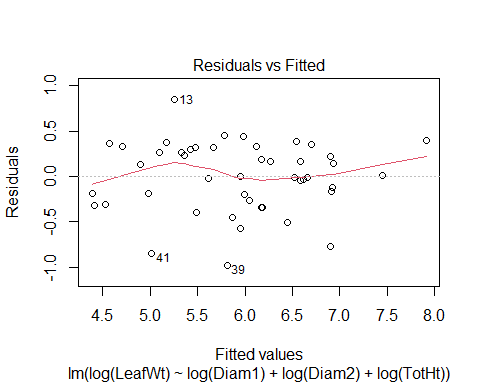 Residuals vs Fitted
Residuals
1.0
0.5
0.0
-0.5
-1.0
13
41
39
4.5 5.0 5.5 6.0 6.5 7.0 7.5 8.0
Fitted values
lm(log(LeafWt) ~ log(Diam1) + log(Diam2) + log(TotHt))